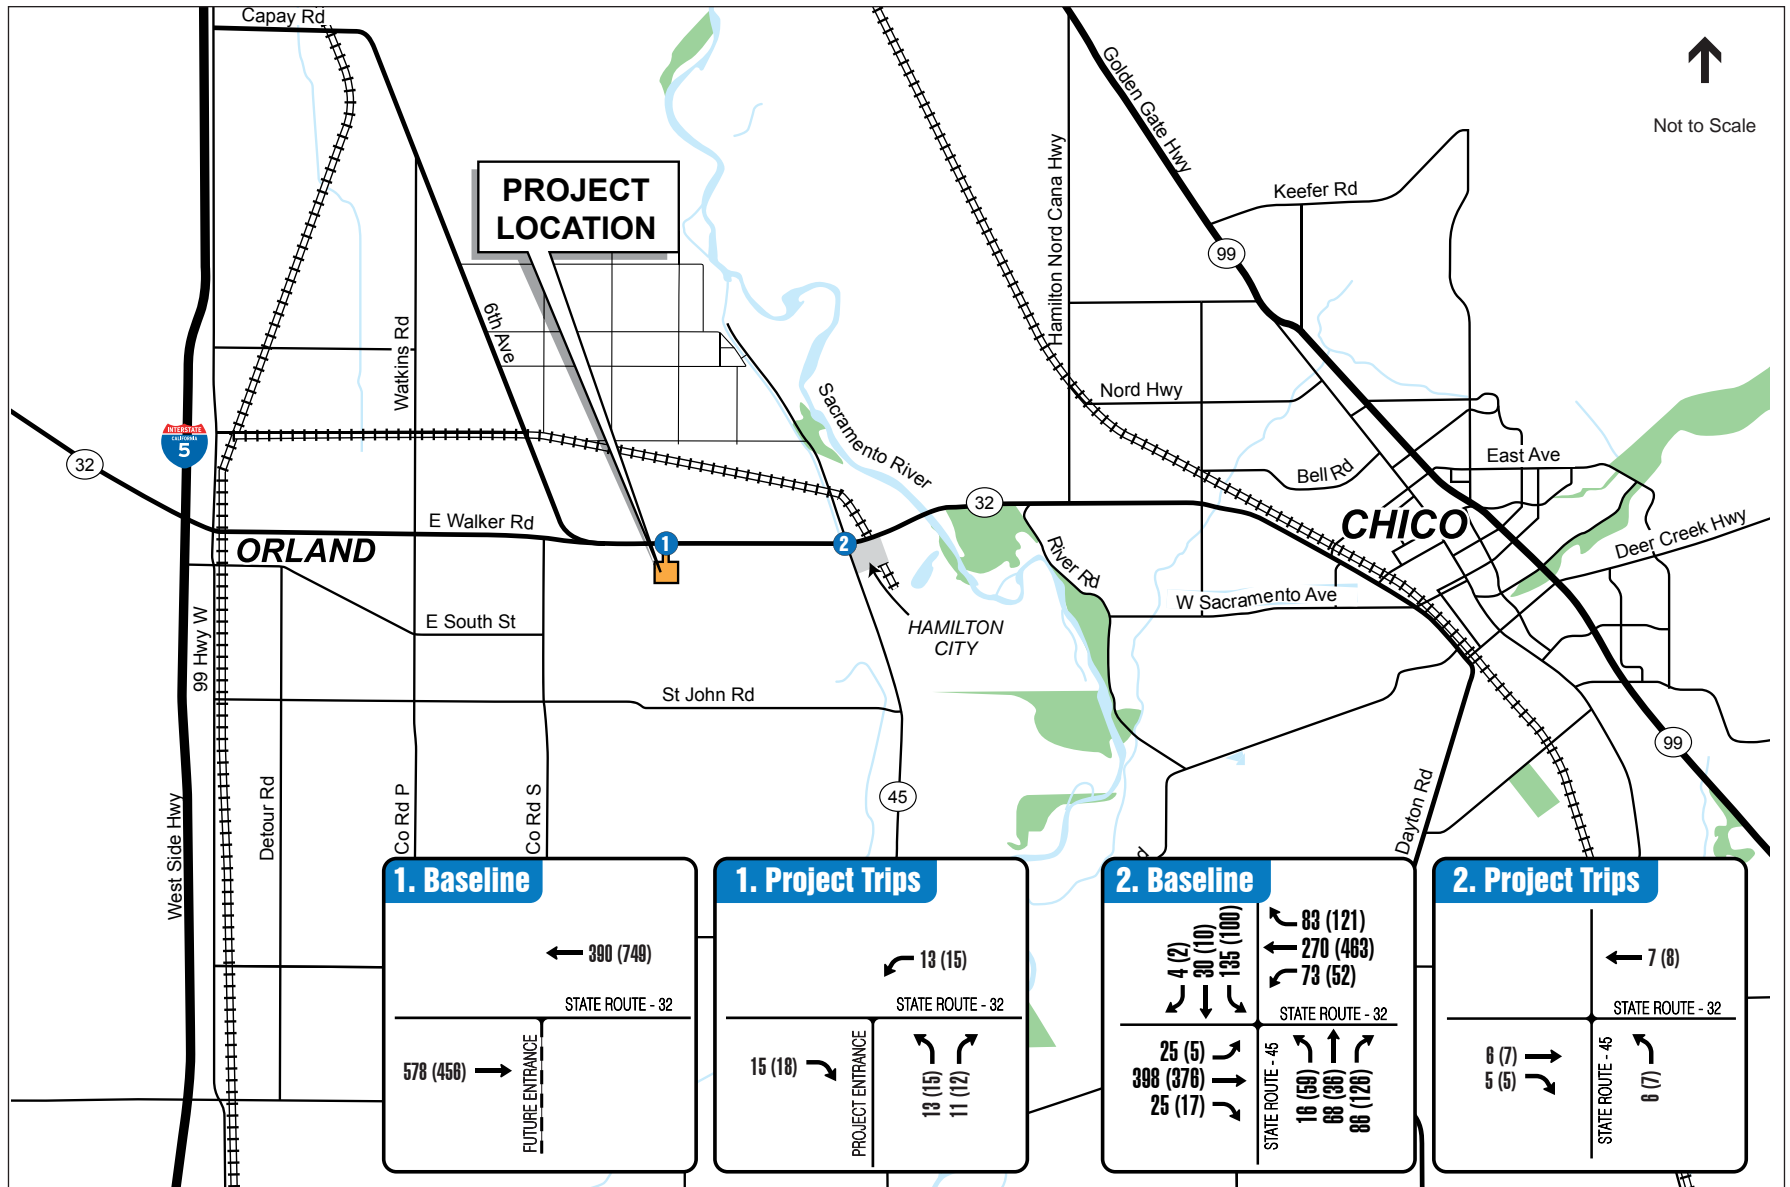 Capay Rd
Golden Gate Hwy
Hamilton Nord Cana Hwy
Not to Scale
PROJECT
LOCATION
Keefer Rd
99
6th Ave
Watkins Rd
Nord Hwy
Sacramento River
INTERSTATE
CALIFORNIA
5
32
Bell Rd
East Ave
32
E Walker Rd
ORLAND
1
2
CHICO
Deer Creek Hwy
River Rd
W Sacramento Ave
E South St
HAMILTON
CITY
99 Hwy W
St John Rd
99
45
West Side Hwy
Detour Rd
Co Rd P
Co Rd S
Dayton Rd
1. Baseline
390 (749)
STATE ROUTE - 32
578 (456)
FUTURE ENTRANCE
1. Project Trips
13 (15)
STATE ROUTE - 32
15 (18)
PROJECT ENTRANCE
13 (15)
11 (12)
2. Baseline
4 (2)
30 (10)
135 (100)
83 (121)
270 (463)
73 (52)
STATE ROUTE - 32
25 (5)
398 (376)
25 (17)
STATE ROUTE - 45
16 (59)
68 (36)
86 (126)
2. Project Trips
7 (8)
STATE ROUTE - 32
6 (7)
5 (5)
STATE ROUTE - 45
6 (7)